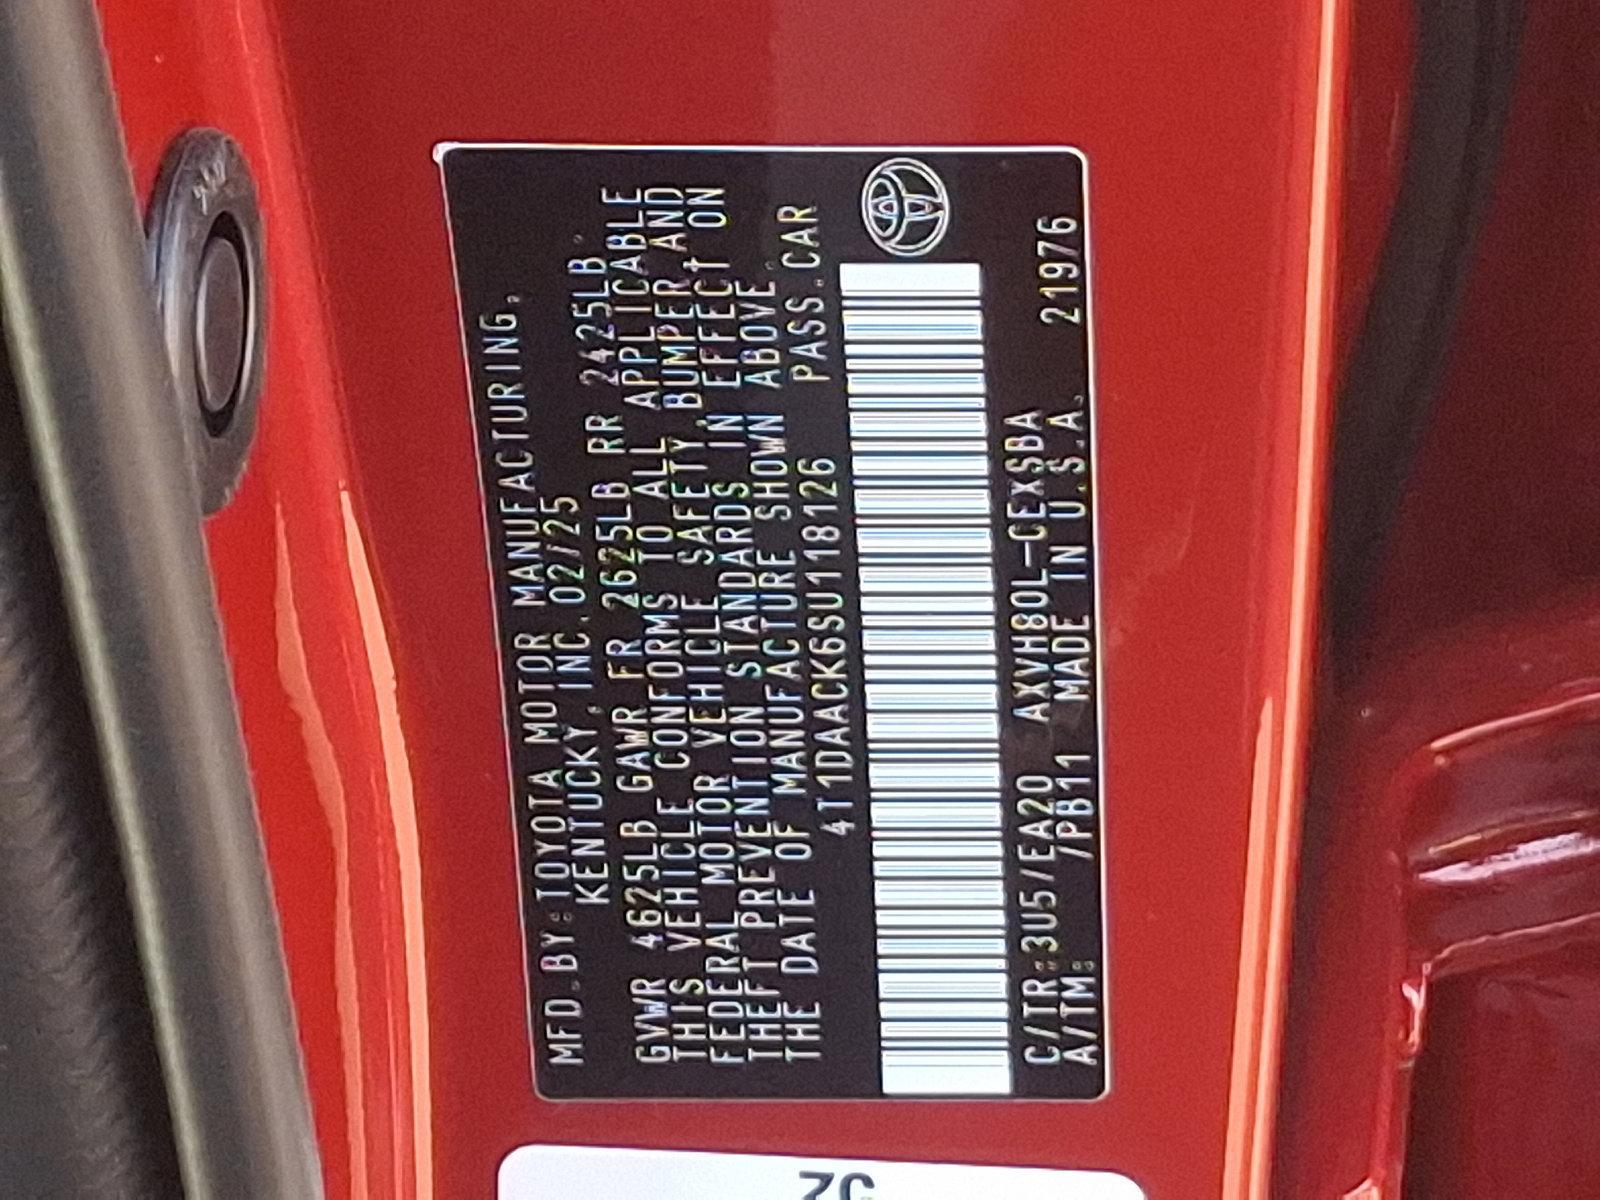 MFD.BY:TOYOTA MOTOR MANUFACTURING,
KENTUCKY,INC.02/25
GVWR 4625LB GAWR FR 2625LB RR 2425LB.
THIS VEHICLE CONFORMS TO ALL APPLICABLE
FEDERAL MOTOR VEHICLE SAFETY,BUMPER AND
THEFT PREVENTION STANDARDS IN EFFECT ON
THE DATE OF MANUFACTURE SHOWN ABOVE.
4T1DAACK6SU118126 PASS.CAR
C/TR:3U5/EA20 AXVH80L-CEXSBA
A/TM: /PB11 MADE IN U.S.A. 21976